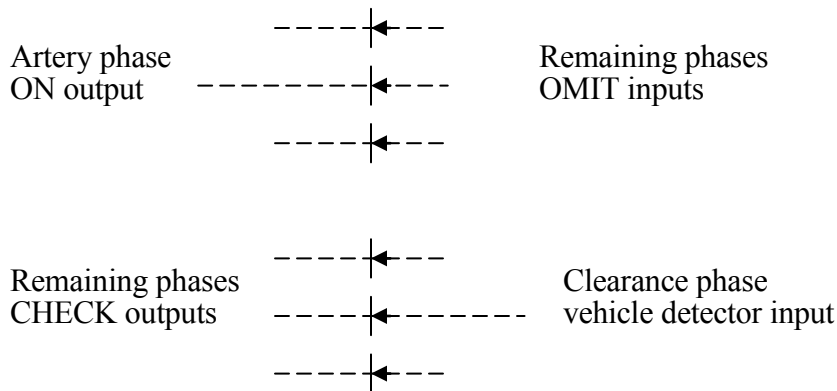 Artery phase
ON output
Remaining phases
OMIT inputs
Remaining phases
CHECK outputs
Clearance phase
vehicle detector input